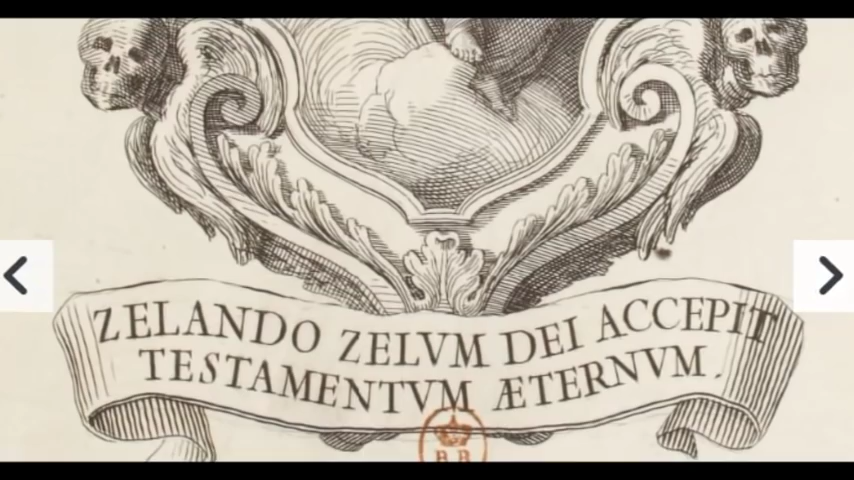 ZELANDO ZELVM DEI ACCEPIT
TESTAMENTVM ÆTERNVM.
B B